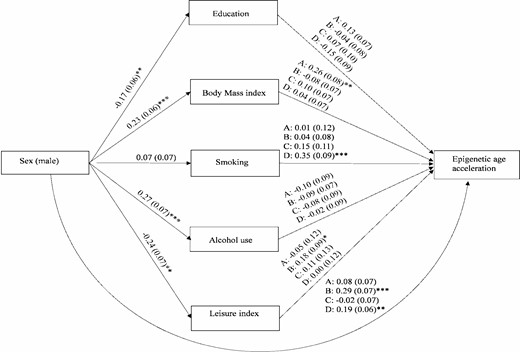 Education
A: 0.13 (0.07)
B: -0.04 (0.08)
C: 0.07 (0.10)
D: -0.15 (0.09)
-0.17 (0.06)**
Body Mass index
A: 0.26 (0.08)**
B: -0.08 (0.07)
C: 0.10 (0.07)
D: 0.04 (0.07)
0.23 (0.06)***
Sex (male)
0.07 (0.07)
Smoking
A: 0.01 (0.12)
B: 0.04 (0.08)
C: 0.15 (0.11)
D: 0.35 (0.09)***
Epigenetic age
acceleration
0.27 (0.07)***
Alcohol use
A: -0.10 (0.09)
B: -0.09 (0.07)
C: -0.08 (0.09)
D: -0.02 (0.09)
-0.24 (0.07)**
Leisure index
A: -0.05 (0.12)
B: 0.18 (0.09)*
C: 0.11 (0.13)
D: 0.00 (0.12)
A: 0.08 (0.07)
B: 0.29 (0.07)***
C: -0.02 (0.07)
D: 0.19 (0.06)**